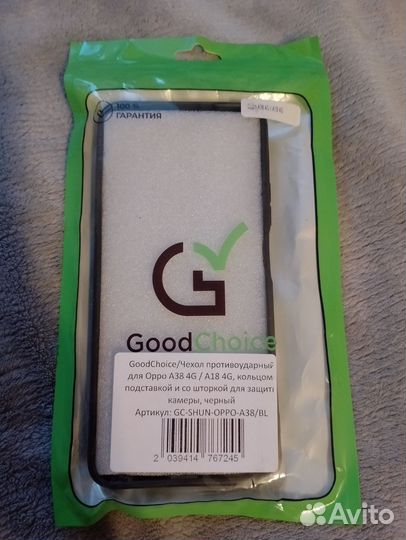 100 %
ГАРАНТИЯ
GoodChoice
GoodChoice/Чехол противоударный
для Oppo A38 4G / A18 4G, кольцом
подставкой и со шторкой для защиты
камеры, черный
Артикул: GC-SHUN-OPPO-A38/BL
2 039414 767245
Avito